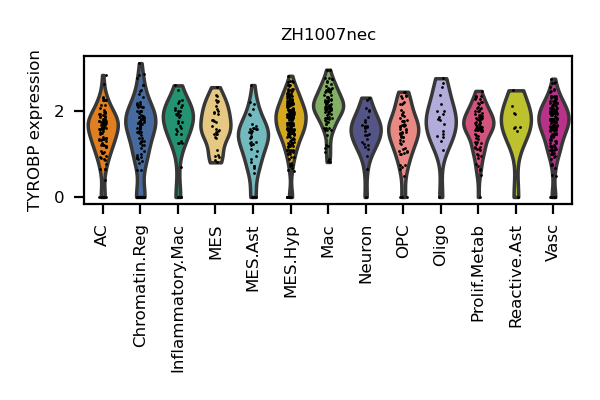 ZH1007nec
TYROBP expression
2
0
AC
Chromatin.Reg
Inflammatory.Mac
MES
MES.Ast
MES.Hyp
Mac
Neuron
OPC
Oligo
Prolif.Metab
Reactive.Ast
Vasc